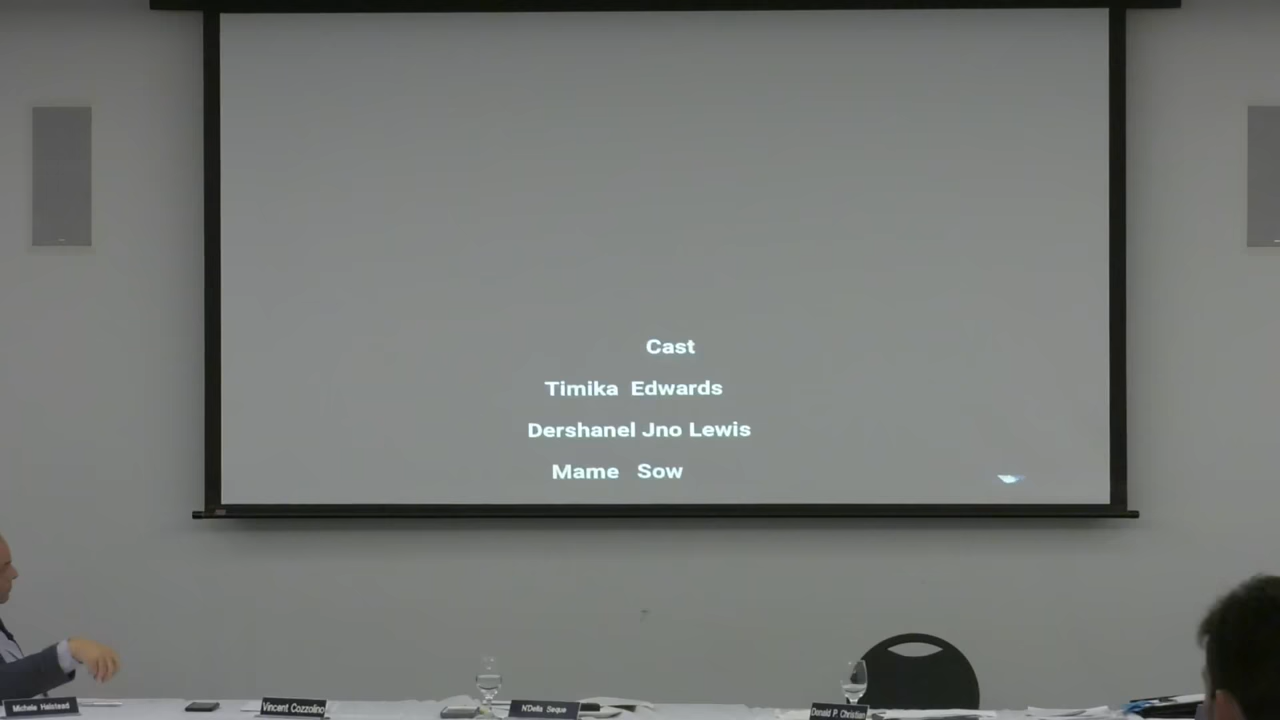 Cast
Timika Edwards
Dershanel Jno Lewis
Mame Sow
Michele Halstead
Vincent Cozzolino
N'Della Seque
Donald P. Christian